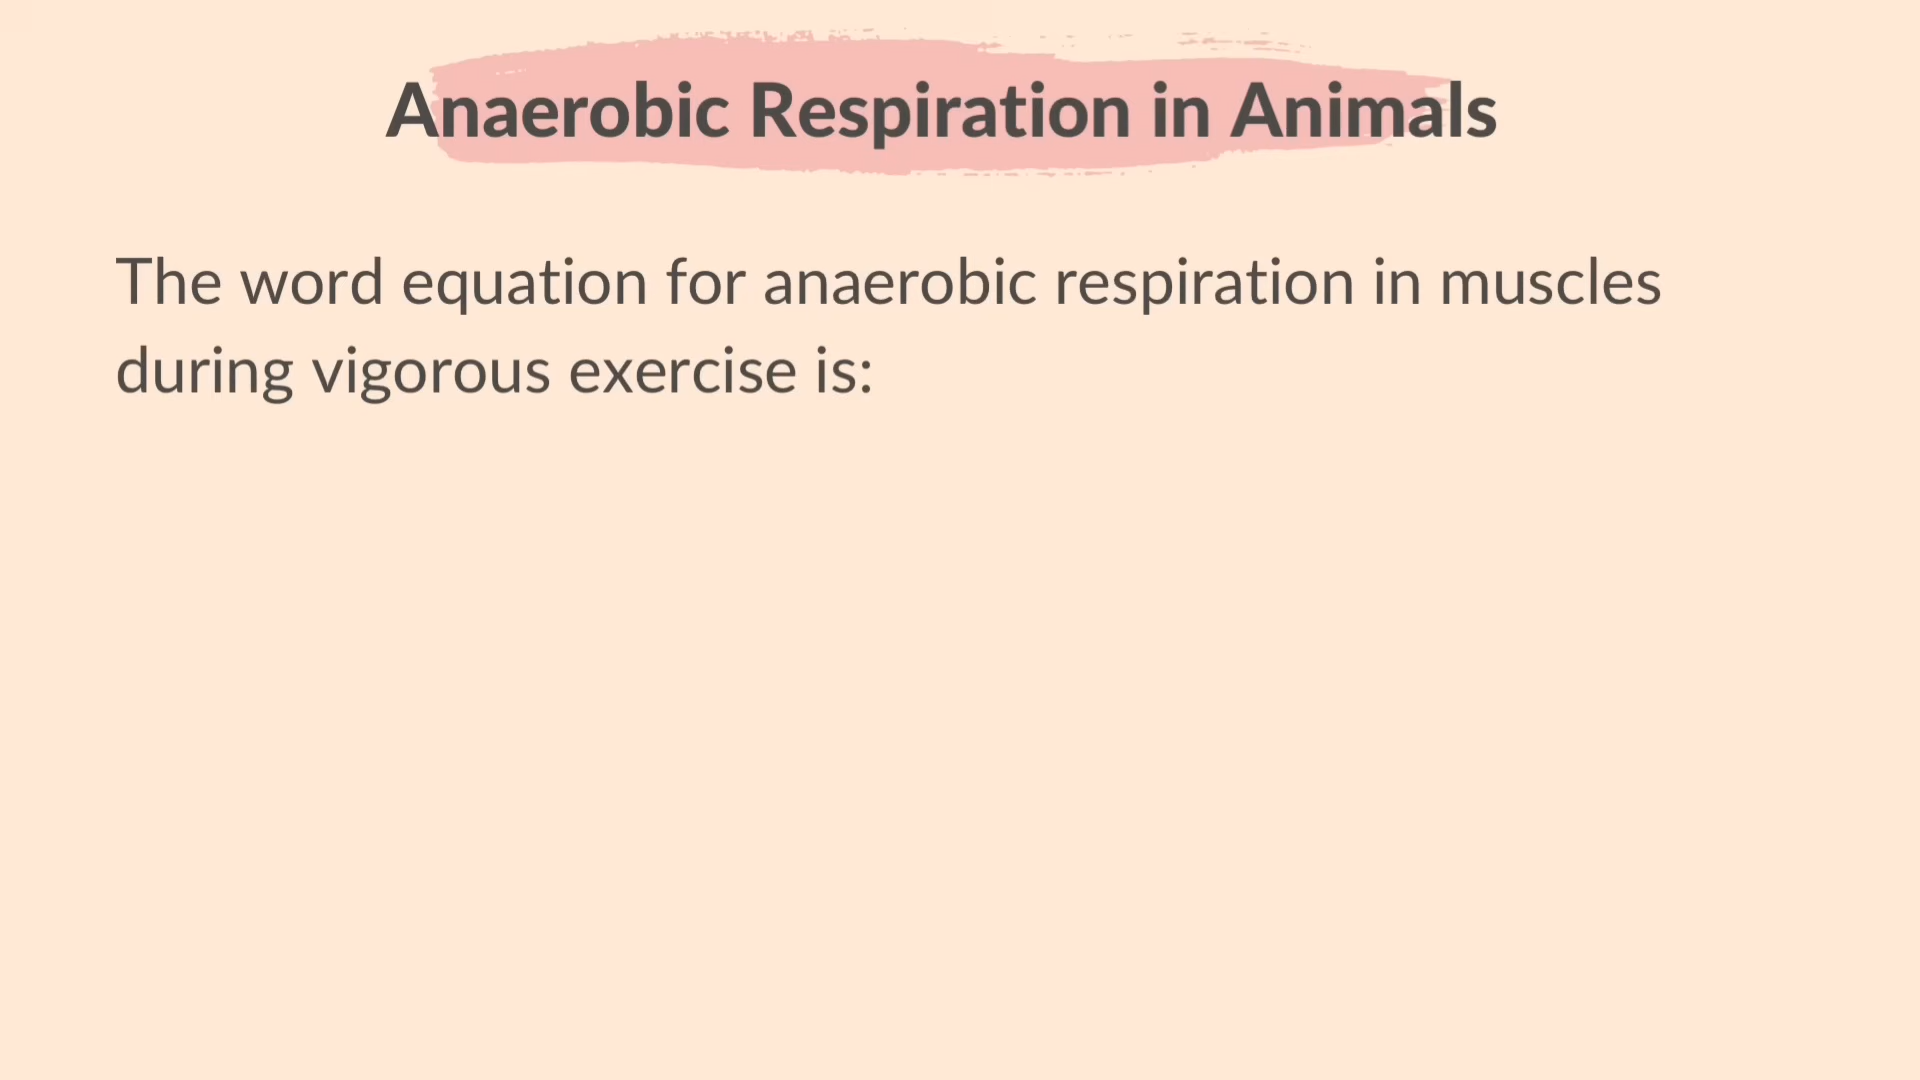 Anaerobic Respiration in Animals
The word equation for anaerobic respiration in muscles
during vigorous exercise is: